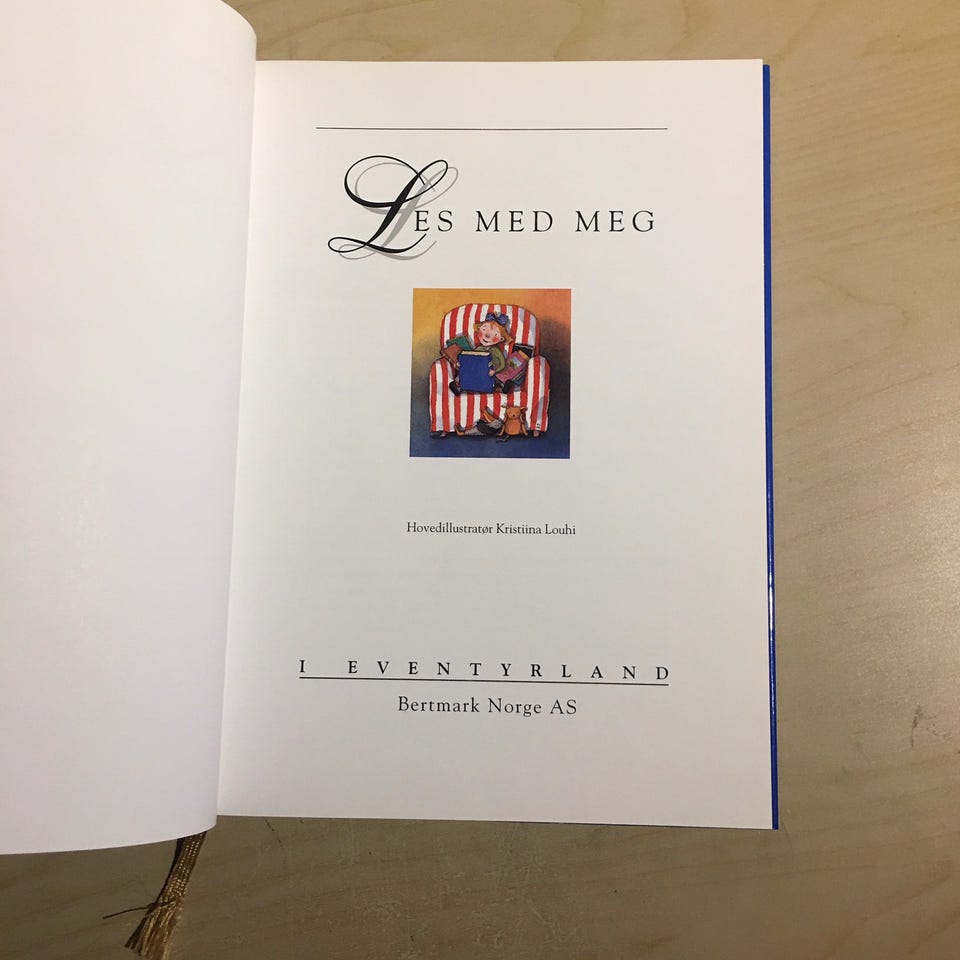 LES MED MEG
Hovedillustratør Kristiina Louhi
I EVENTYRLAND
Bertmark Norge AS